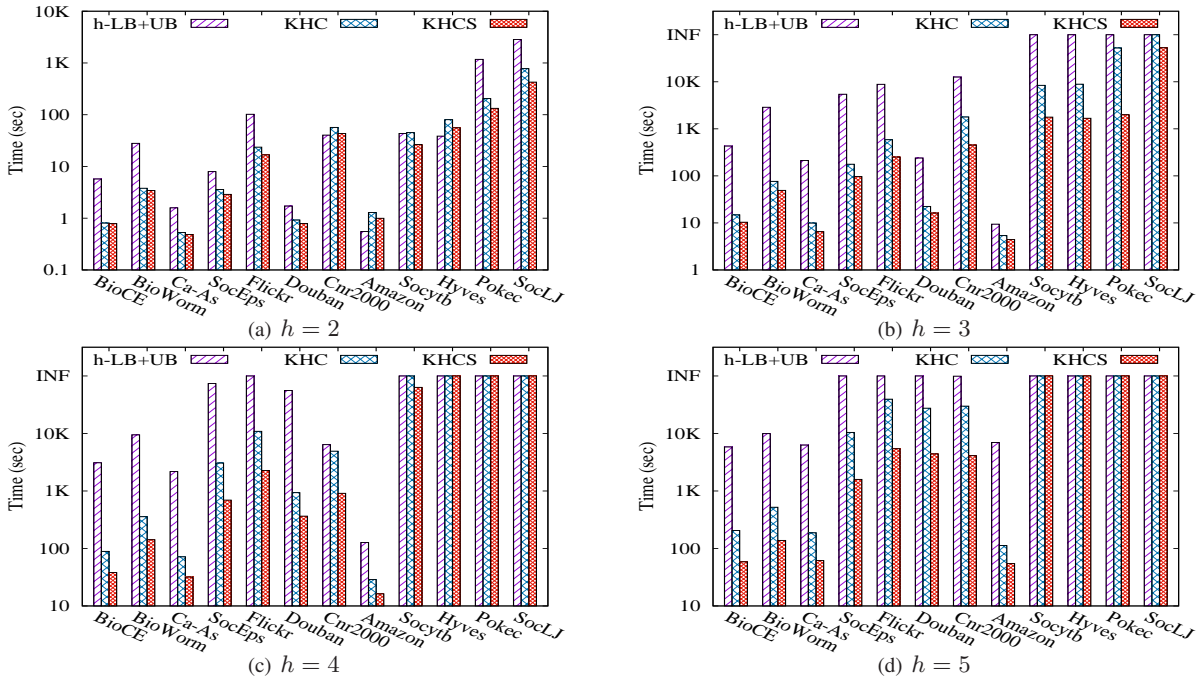 h-LB+UB KHC KHCS
10K
1K
100
10
1
0.1
Time (sec)
BioCE BioWorm Ca-As SocEps Flickr Douban Cnr2000 Amazon Socytb Hyves Pokec SocLJ
(a) h = 2
h-LB+UB KHC KHCS
INF
10K
1K
100
10
1
Time (sec)
BioCE BioWorm Ca-As SocEps Flickr Douban Cnr2000 Amazon Socytb Hyves Pokec SocLJ
(b) h = 3
h-LB+UB KHC KHCS
INF
10K
1K
100
10
Time (sec)
BioCE BioWorm Ca-As SocEps Flickr Douban Cnr2000 Amazon Socytb Hyves Pokec SocLJ
(c) h = 4
h-LB+UB KHC KHCS
INF
10K
1K
100
10
Time (sec)
BioCE BioWorm Ca-As SocEps Flickr Douban Cnr2000 Amazon Socytb Hyves Pokec SocLJ
(d) h = 5